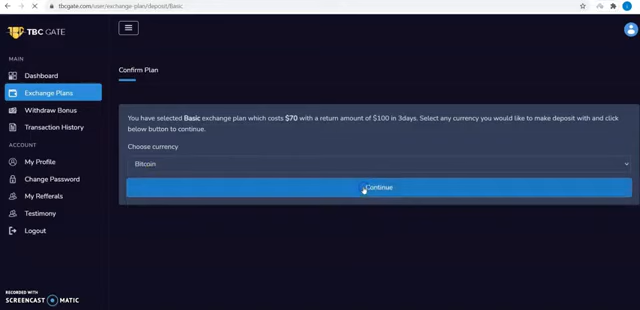 tbcgate.com/user/exchange-plan/deposit/Basic
TBC GATE
MAIN
Dashboard
Exchange Plans
Withdraw Bonus
Transaction History
ACCOUNT
My Profile
Change Password
My Refferals
Testimony
Logout
Confirm Plan
You have selected Basic exchange plan which costs $70 with a return amount of $100 in 3days. Select any currency you would like to make deposit with and click
below button to continue.
Choose currency
Bitcoin
Continue
RECORDED WITH
SCREENCAST MATIC